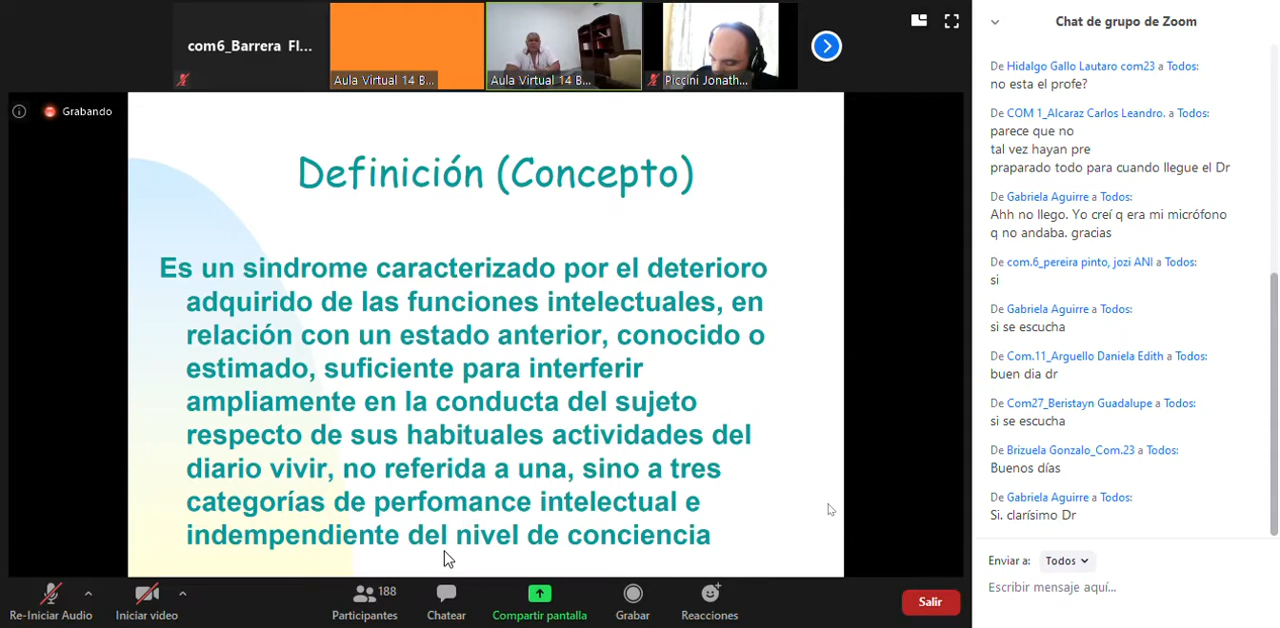 com6_Barrera Fl...
Aula Virtual 14 B...
Aula Virtual 14 B...
Piccini Jonath...
Grabando
Definición (Concepto)
Es un sindrome caracterizado por el deterioro
adquirido de las funciones intelectuales, en
relación con un estado anterior, conocido o
estimado, suficiente para interferir
ampliamente en la conducta del sujeto
respecto de sus habituales actividades del
diario vivir, no referida a una, sino a tres
categorías de perfomance intelectual e
indempendiente del nivel de conciencia
Re-Iniciar Audio
Iniciar video
188
Participantes
Chatear
Compartir pantalla
Grabar
Reacciones
Salir
Chat de grupo de Zoom
De Hidalgo Gallo Lautaro com23 a Todos:
no esta el profe?
De COM 1_Alcaraz Carlos Leandro. a Todos:
parece que no
tal vez hayan pre
praparado todo para cuando llegue el Dr
De Gabriela Aguirre a Todos:
Ahh no llego. Yo creí q era mi micrófono
q no andaba. gracias
De com.6_pereira pinto, jozi ANI a Todos:
si
De Gabriela Aguirre a Todos:
si se escucha
De Com.11_Arguello Daniela Edith a Todos:
buen dia dr
De Com27_Beristayn Guadalupe a Todos:
si se escucha
De Brizuela Gonzalo_Com.23 a Todos:
Buenos días
De Gabriela Aguirre a Todos:
Si. clarísimo Dr
Enviar a: Todos
Escribir mensaje aquí...